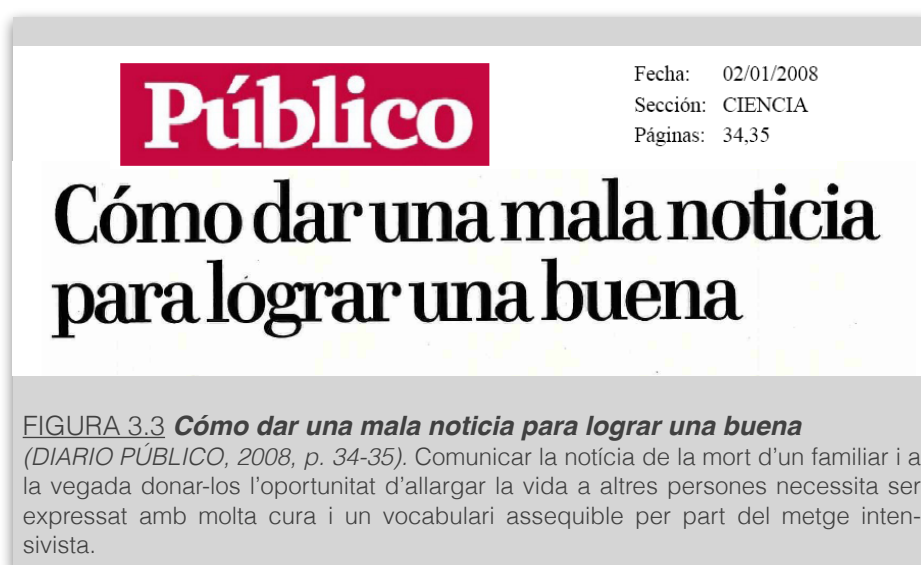 Público
Fecha: 02/01/2008
Sección: CIENCIA
Páginas: 34,35
Cómo dar una mala noticia
para lograr una buena
FIGURA 3.3 Cómo dar una mala noticia para lograr una buena
(DIARIO PÚBLICO, 2008, p. 34-35). Comunicar la notícia de la mort d’un familiar i a
la vegada donar-los l’oportunitat d’allargar la vida a altres persones necessita ser
expressat amb molta cura i un vocabulari assequible per part del metge inten-
sivista.